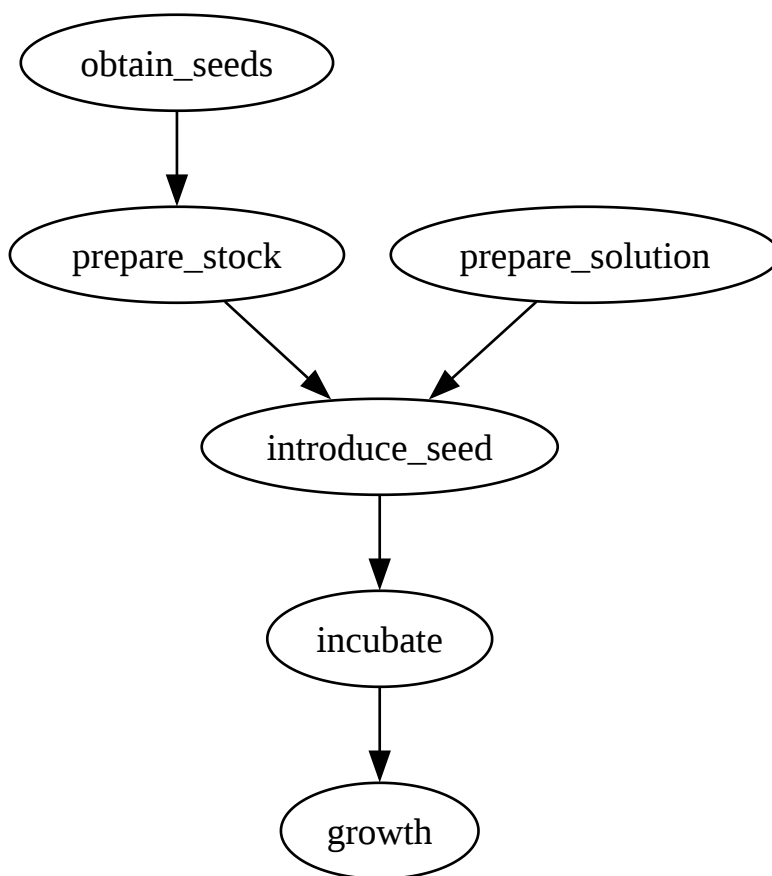 obtain_seeds
prepare_stock
prepare_solution
introduce_seed
incubate
growth